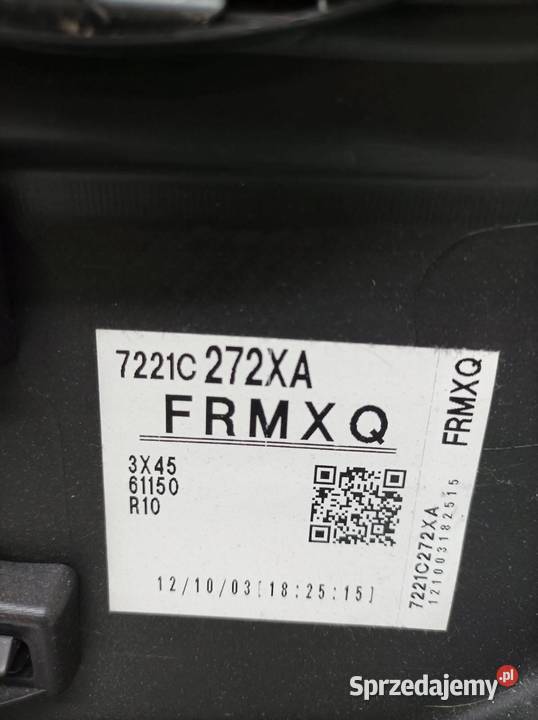 7221C 272XA
FRMXQ
3X45
61150
R10
12/10/03[18:25:15]
FRMXQ
7221C272XA
121003182515
Sprzedajemy.pl